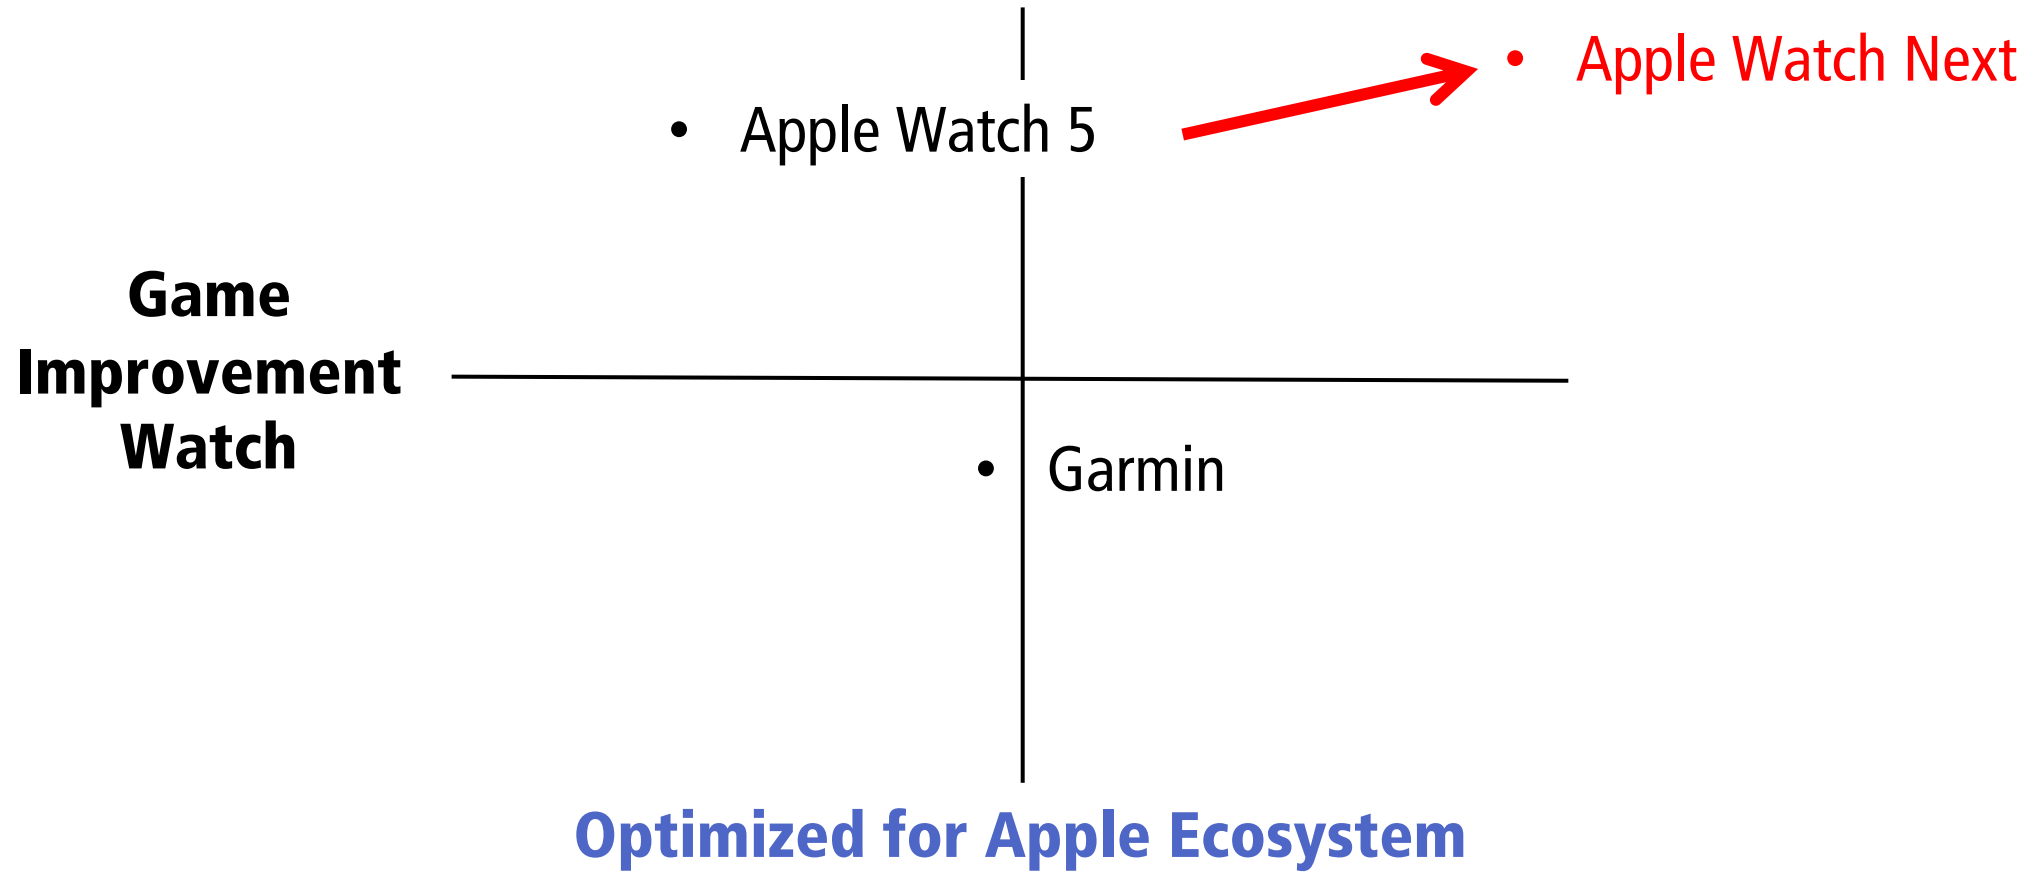 • Apple Watch Next
• Apple Watch 5
Game
Improvement
Watch
• Garmin
Optimized for Apple Ecosystem